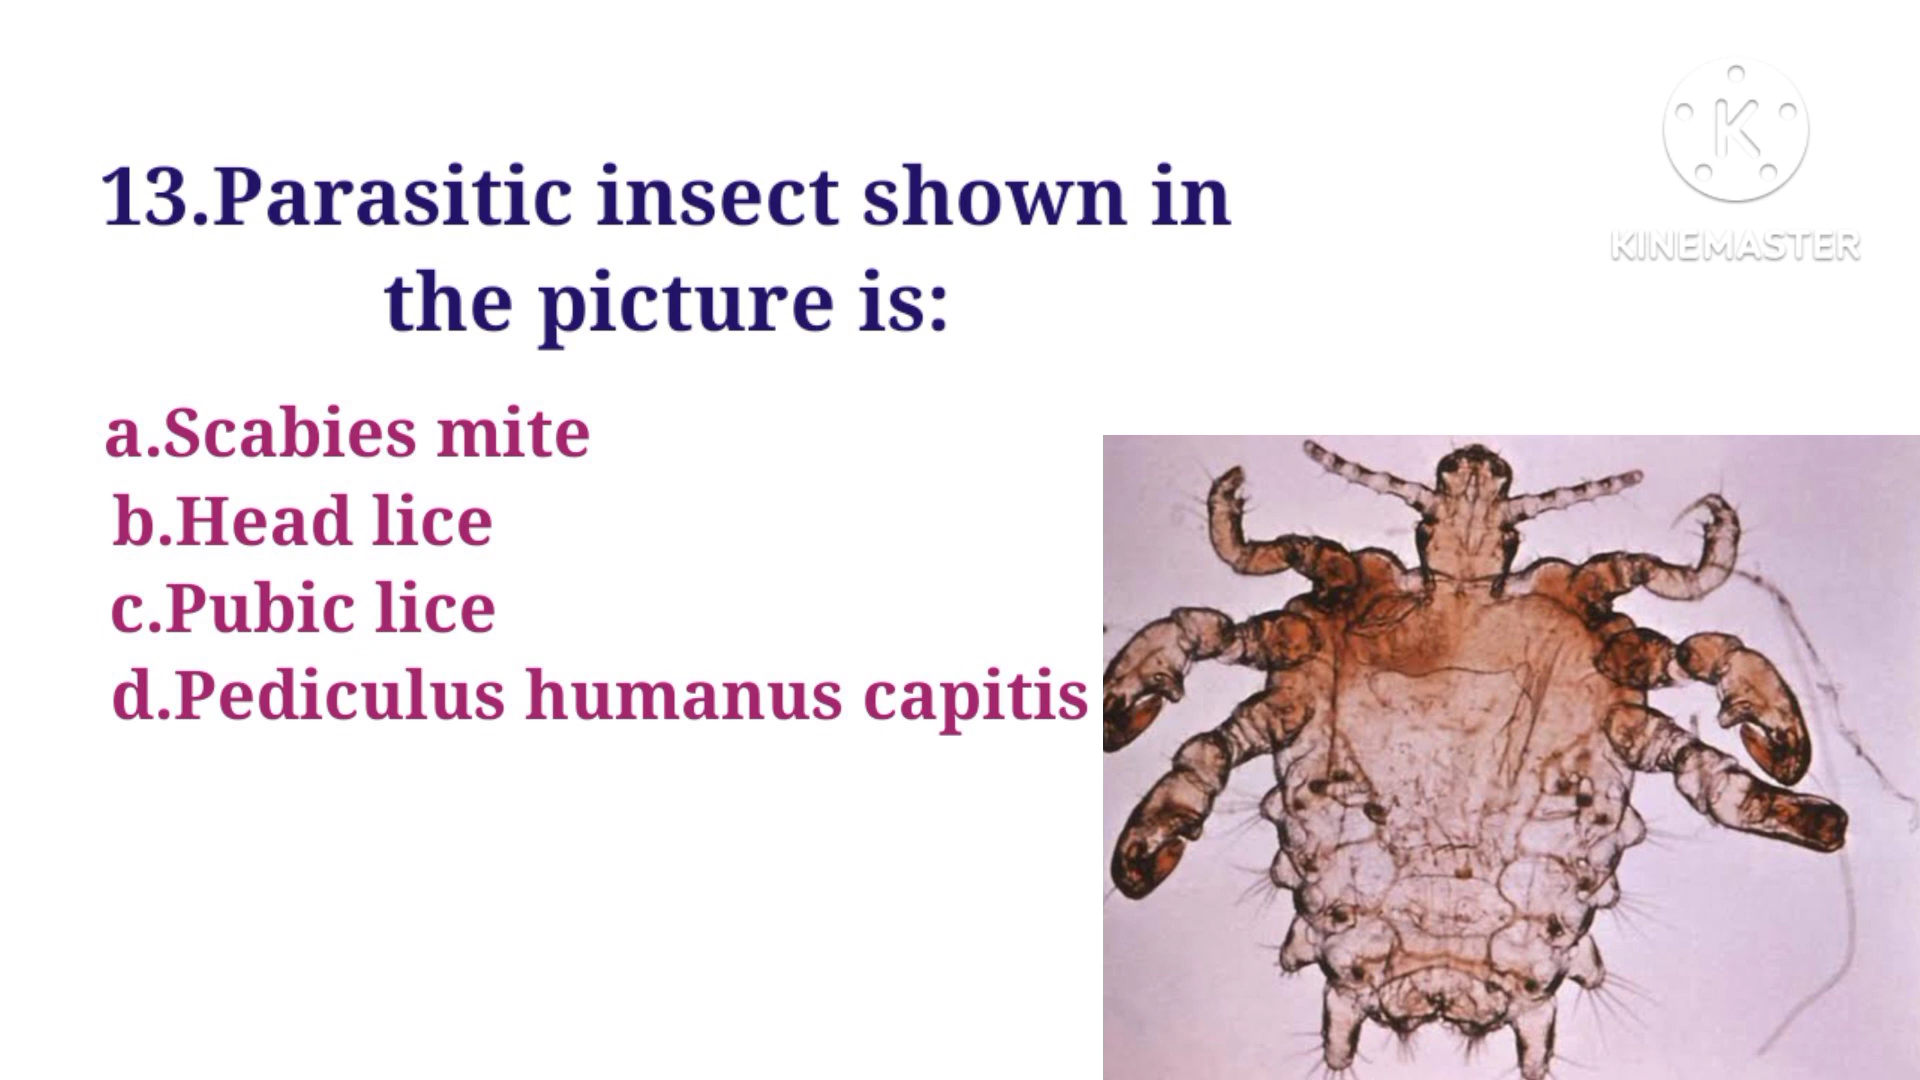 13.Parasitic insect shown in
the picture is:
a.Scabies mite
b.Head lice
c.Pubic lice
d.Pediculus humanus capitis
K
KINEMASTER